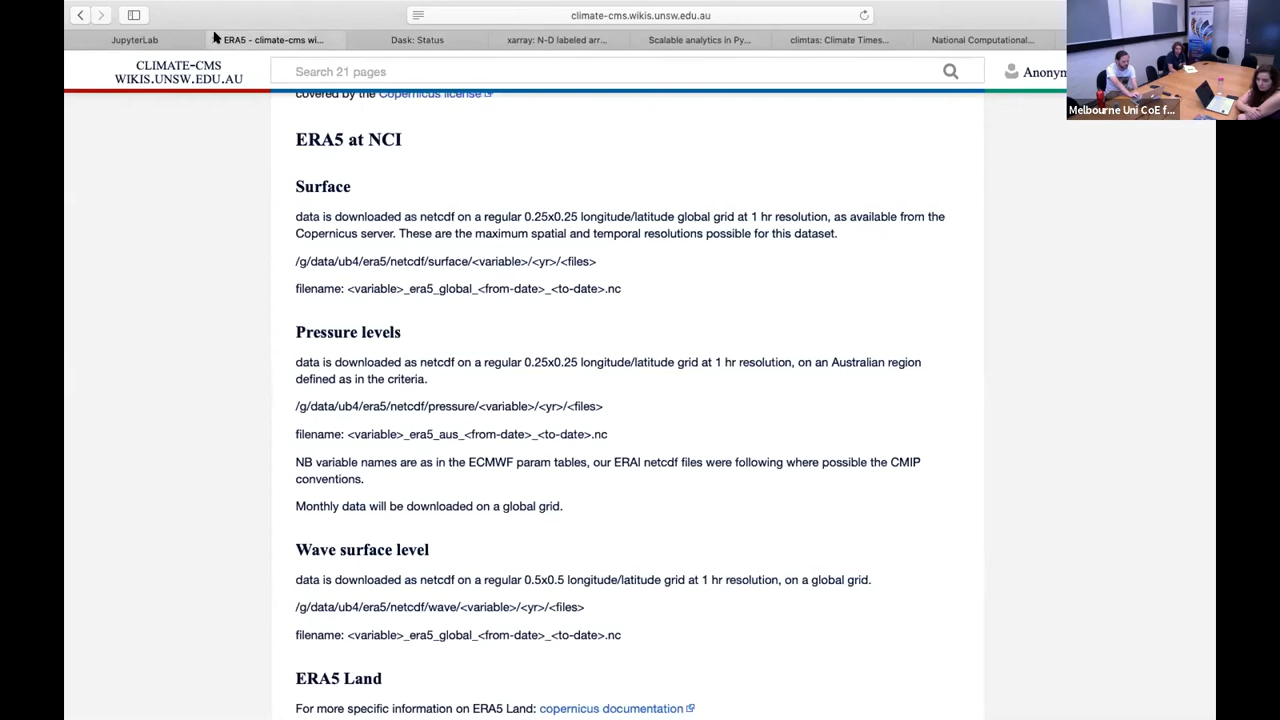 climate-cms.wikis.unsw.edu.au
JupyterLab
ERA5 - climate-cms wi...
Dask: Status
xarray: N-D labeled arr...
Scalable analytics in Py...
climtas: Climate Times...
National Computational...
CLIMATE-CMS
WIKIS.UNSW.EDU.AU
Search 21 pages
Anonym
Melbourne Uni CoE f...
covered by the Copernicus license
ERA5 at NCI
Surface
data is downloaded as netcdf on a regular 0.25x0.25 longitude/latitude global grid at 1 hr resolution, as available from the
Copernicus server. These are the maximum spatial and temporal resolutions possible for this dataset.
/g/data/ub4/era5/netcdf/surface/<variable>/<yr>/<files>
filename: <variable>_era5_global_<from-date>_<to-date>.nc
Pressure levels
data is downloaded as netcdf on a regular 0.25x0.25 longitude/latitude grid at 1 hr resolution, on an Australian region
defined as in the criteria.
/g/data/ub4/era5/netcdf/pressure/<variable>/<yr>/<files>
filename: <variable>_era5_aus_<from-date>_<to-date>.nc
NB variable names are as in the ECMWF param tables, our ERAI netcdf files were following where possible the CMIP
conventions.
Monthly data will be downloaded on a global grid.
Wave surface level
data is downloaded as netcdf on a regular 0.5x0.5 longitude/latitude grid at 1 hr resolution, on a global grid.
/g/data/ub4/era5/netcdf/wave/<variable>/<yr>/<files>
filename: <variable>_era5_global_<from-date>_<to-date>.nc
ERA5 Land
For more specific information on ERA5 Land: copernicus documentation